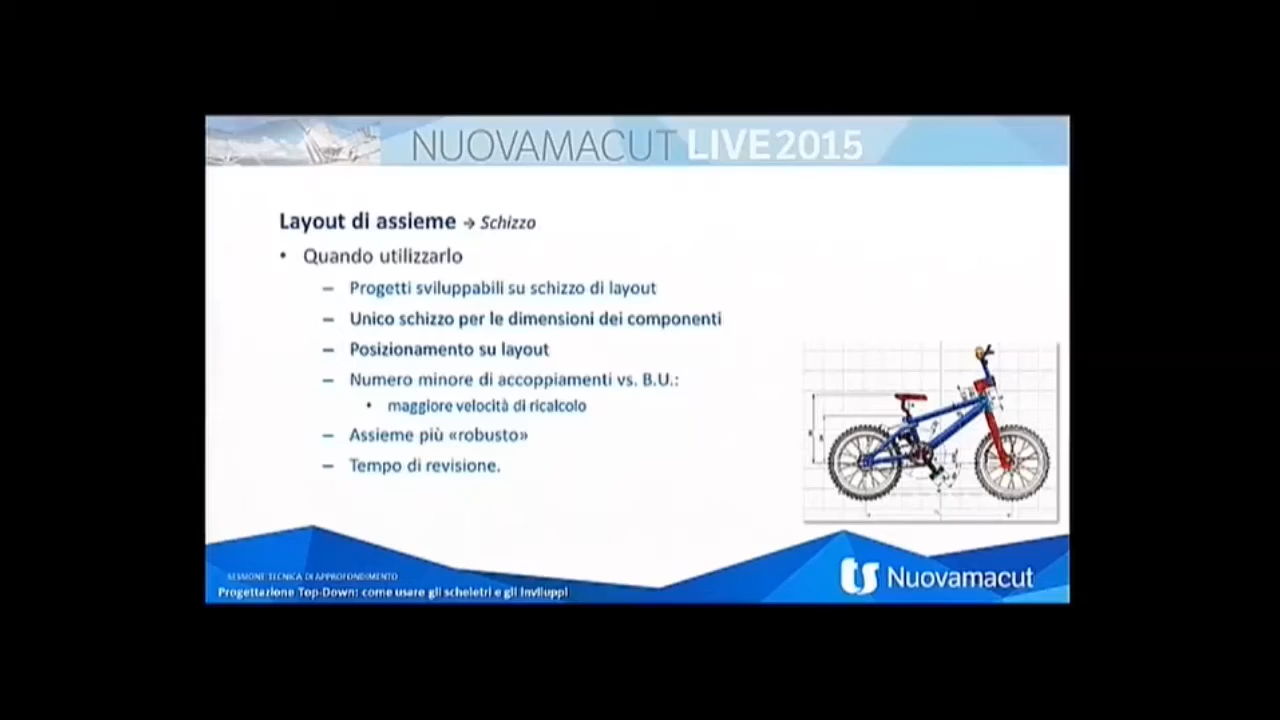 NUOVAMACUT LIVE2015
Layout di assieme → Schizzo
• Quando utilizzarlo
– Progetti sviluppabili su schizzo di layout
– Unico schizzo per le dimensioni dei componenti
– Posizionamento su layout
– Numero minore di accoppiamenti vs. B.U.:
• maggiore velocità di ricalcolo
– Assieme più «robusto»
– Tempo di revisione.
SESSIONE TECNICA DI APPROFONDIMENTO
Progettazione Top-Down: come usare gli scheletri e gli inviluppi
ts Nuovamacut